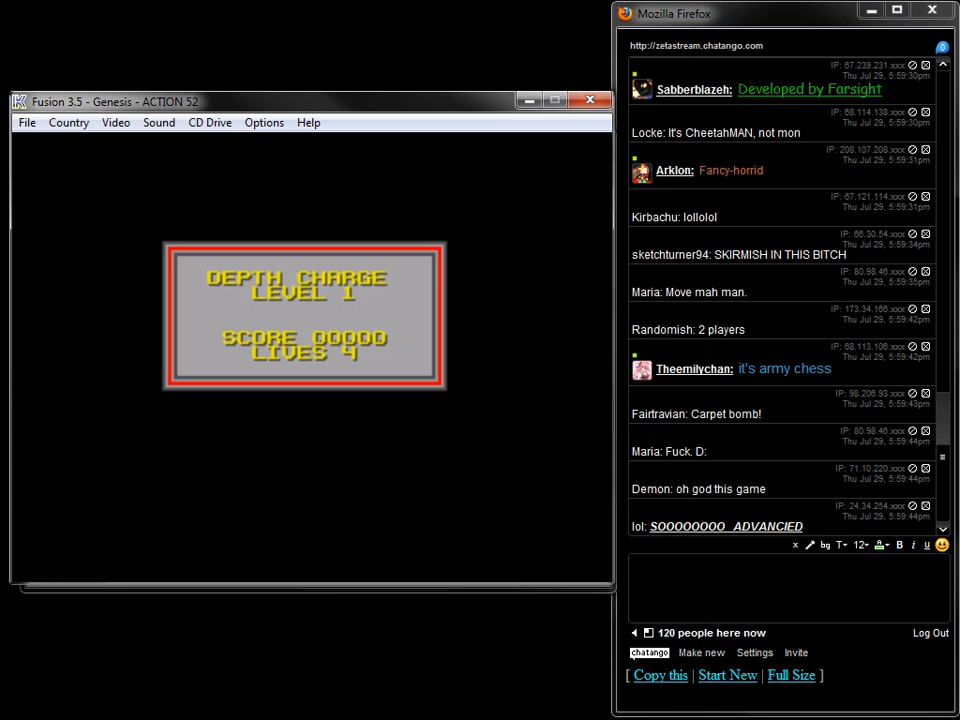 Mozilla Firefox
http://zetastream.chatango.com
0
Fusion 3.5 - Genesis - ACTION 52
File Country Video Sound CD Drive Options Help
DEPTH CHARGE
LEVEL 1
SCORE 00000
LIVES 4
IP: 67.239.231.xxx
Thu Jul 29, 5:59:30pm
Sabberblazeh: Developed by Farsight
IP: 68.114.138.xxx
Thu Jul 29, 5:59:30pm
Locke: It's CheetahMAN, not mon
IP: 208.107.208.xxx
Thu Jul 29, 5:59:31pm
Arklon: Fancy-horrid
IP: 67.121.114.xxx
Thu Jul 29, 5:59:31pm
Kirbachu: lollolol
IP: 66.30.54.xxx
Thu Jul 29, 5:59:34pm
sketchturner94: SKIRMISH IN THIS BITCH
IP: 80.98.46.xxx
Thu Jul 29, 5:59:35pm
Maria: Move mah man.
IP: 173.34.166.xxx
Thu Jul 29, 5:59:42pm
Randomish: 2 players
IP: 68.113.106.xxx
Thu Jul 29, 5:59:42pm
Theemilychan: it's army chess
IP: 98.206.93.xxx
Thu Jul 29, 5:59:43pm
Fairtravian: Carpet bomb!
IP: 80.98.46.xxx
Thu Jul 29, 5:59:44pm
Maria: Fuck. D:
IP: 71.10.220.xxx
Thu Jul 29, 5:59:44pm
Demon: oh god this game
IP: 24.34.254.xxx
Thu Jul 29, 5:59:44pm
lol: SOOOOOOOO ADVANCIED
x bg T 12 B i u
120 people here now Log Out
chatango Make new Settings Invite
[ Copy this | Start New | Full Size ]